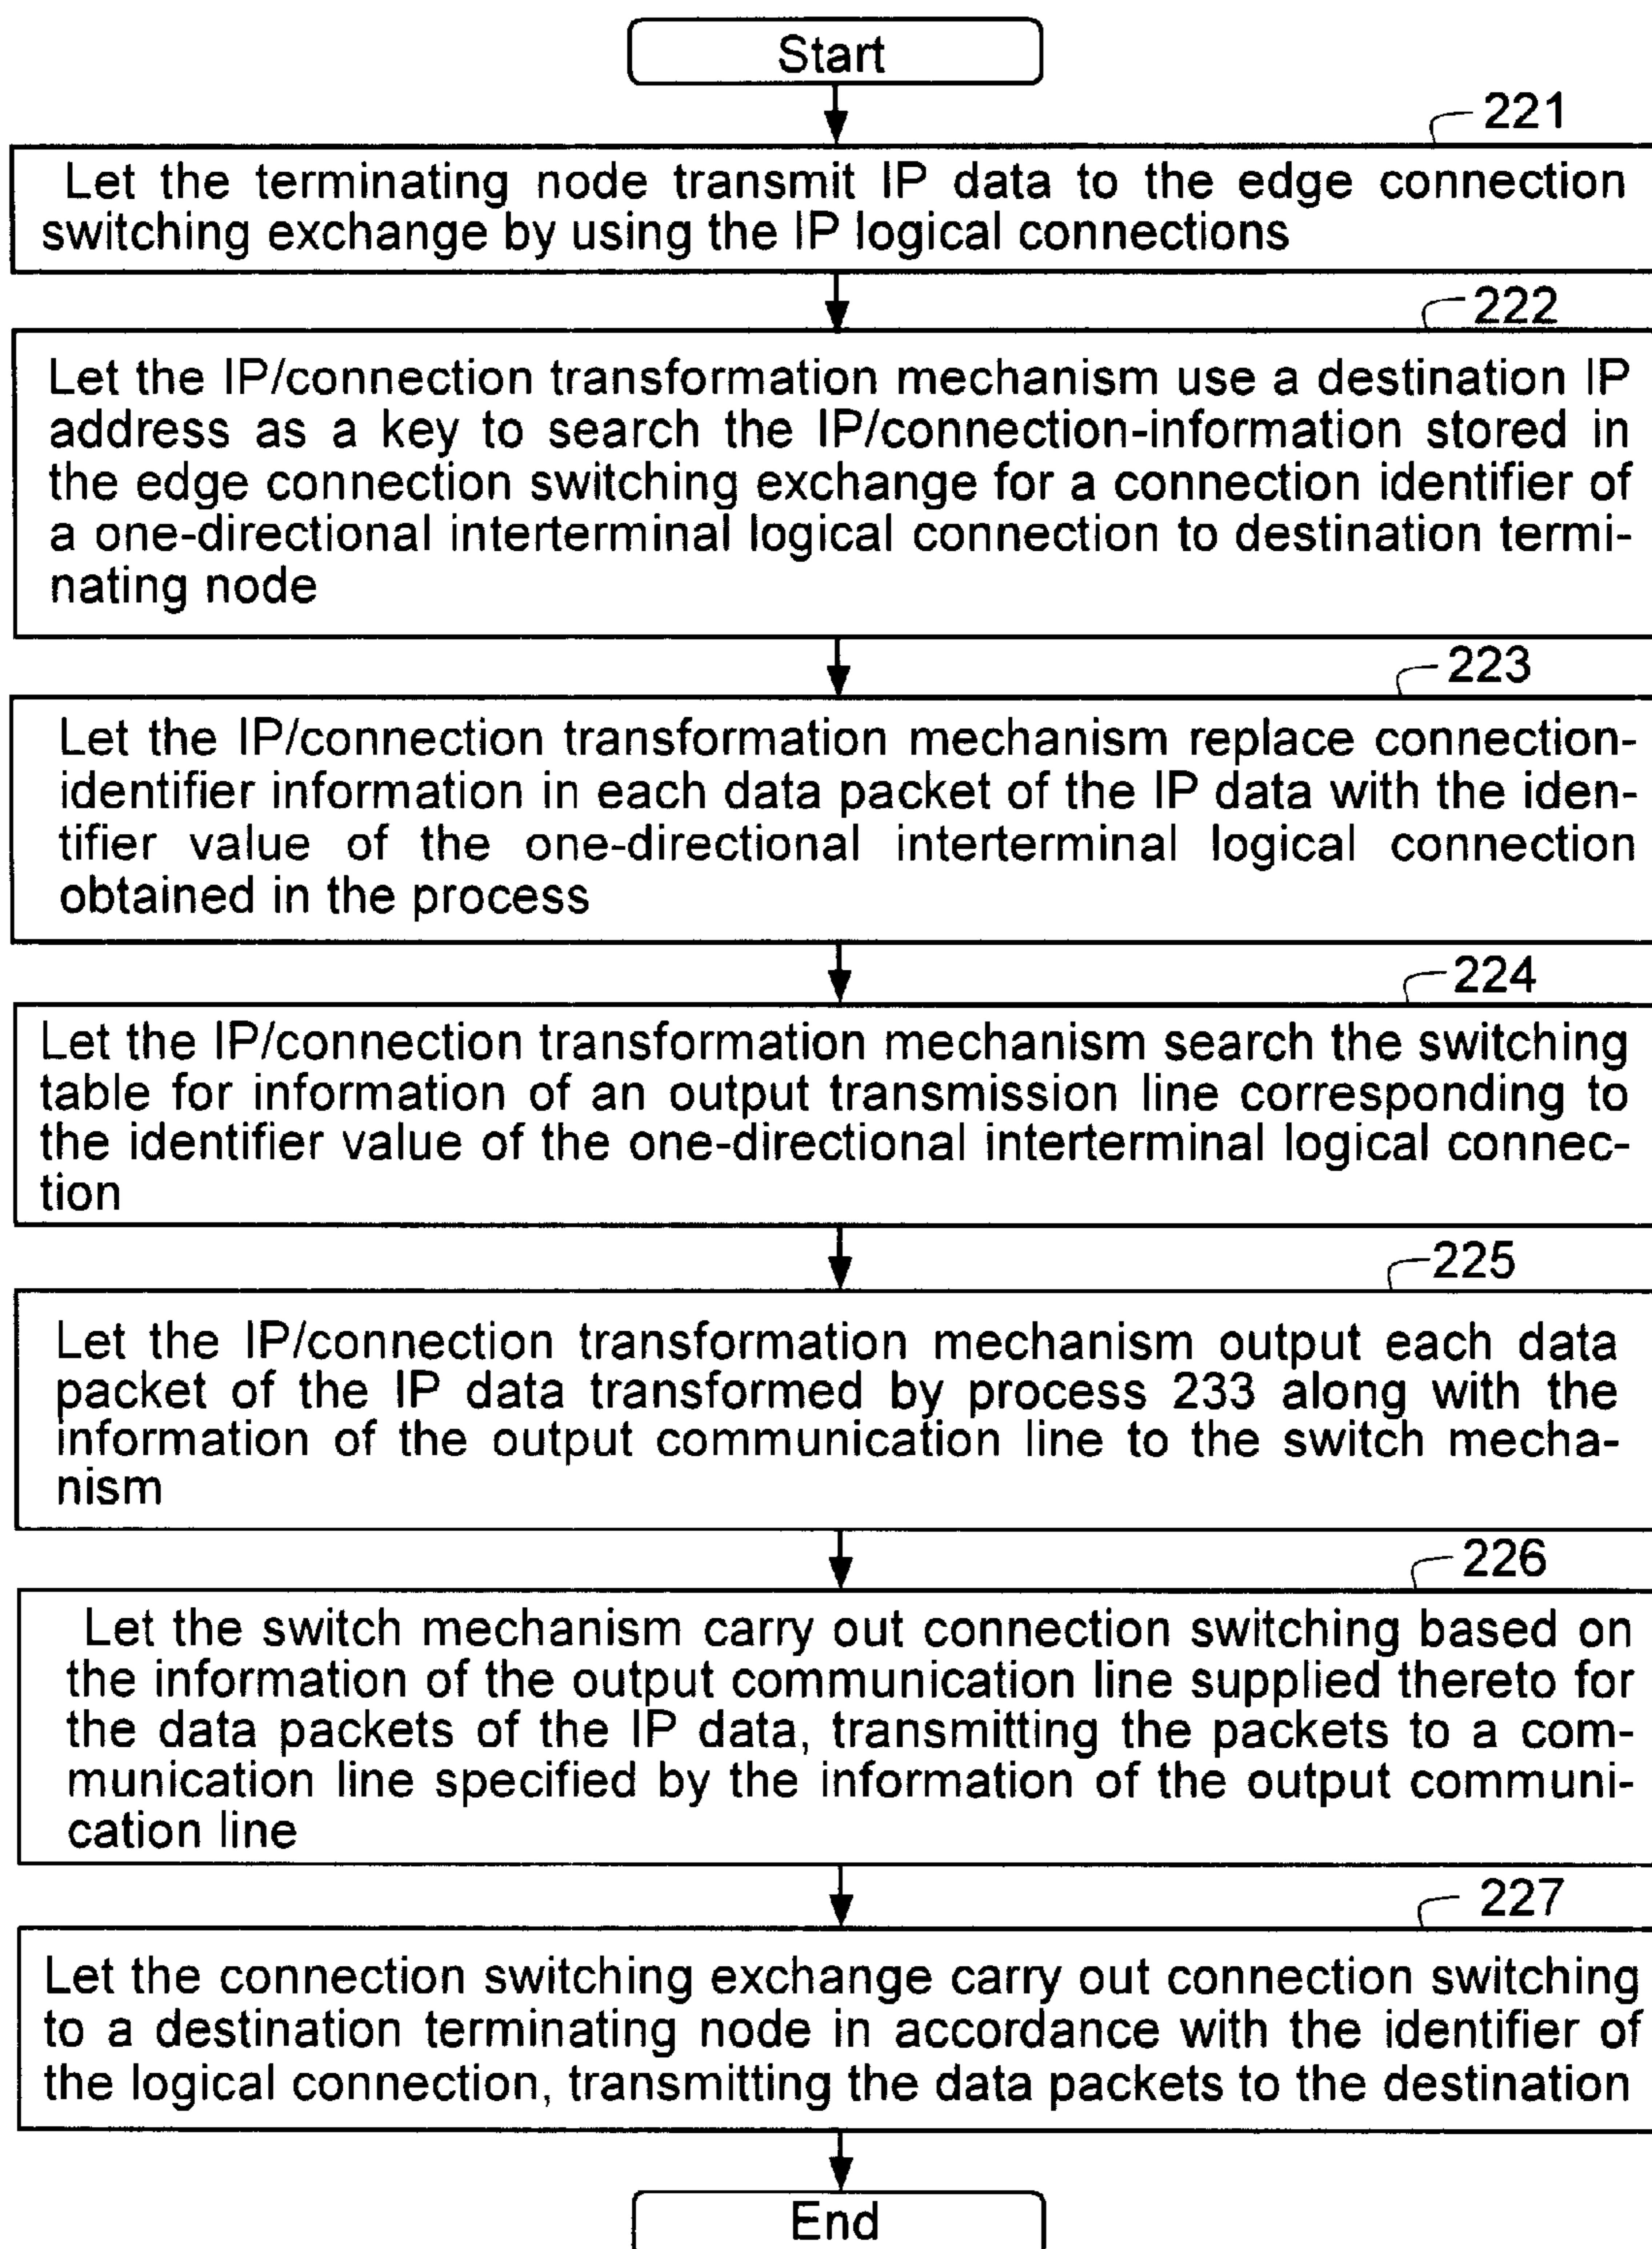 Start
221
Let the terminating node transmit IP data to the edge connection
switching exchange by using the IP logical connections
222
Let the IP/connection transformation mechanism use a destination IP
address as a key to search the IP/connection-information stored in
the edge connection switching exchange for a connection identifier of
a one-directional interterminal logical connection to destination termi-
nating node
223
Let the IP/connection transformation mechanism replace connection-
identifier information in each data packet of the IP data with the iden-
tifier value of the one-directional interterminal logical connection
obtained in the process
224
Let the IP/connection transformation mechanism search the switching
table for information of an output transmission line corresponding to
the identifier value of the one-directional interterminal logical connec-
tion
225
Let the IP/connection transformation mechanism output each data
packet of the IP data transformed by process 233 along with the
information of the output communication line to the switch mecha-
nism
226
Let the switch mechanism carry out connection switching based on
the information of the output communication line supplied thereto for
the data packets of the IP data, transmitting the packets to a com-
munication line specified by the information of the output communi-
cation line
227
Let the connection switching exchange carry out connection switching
to a destination terminating node in accordance with the identifier of
the logical connection, transmitting the data packets to the destination
End